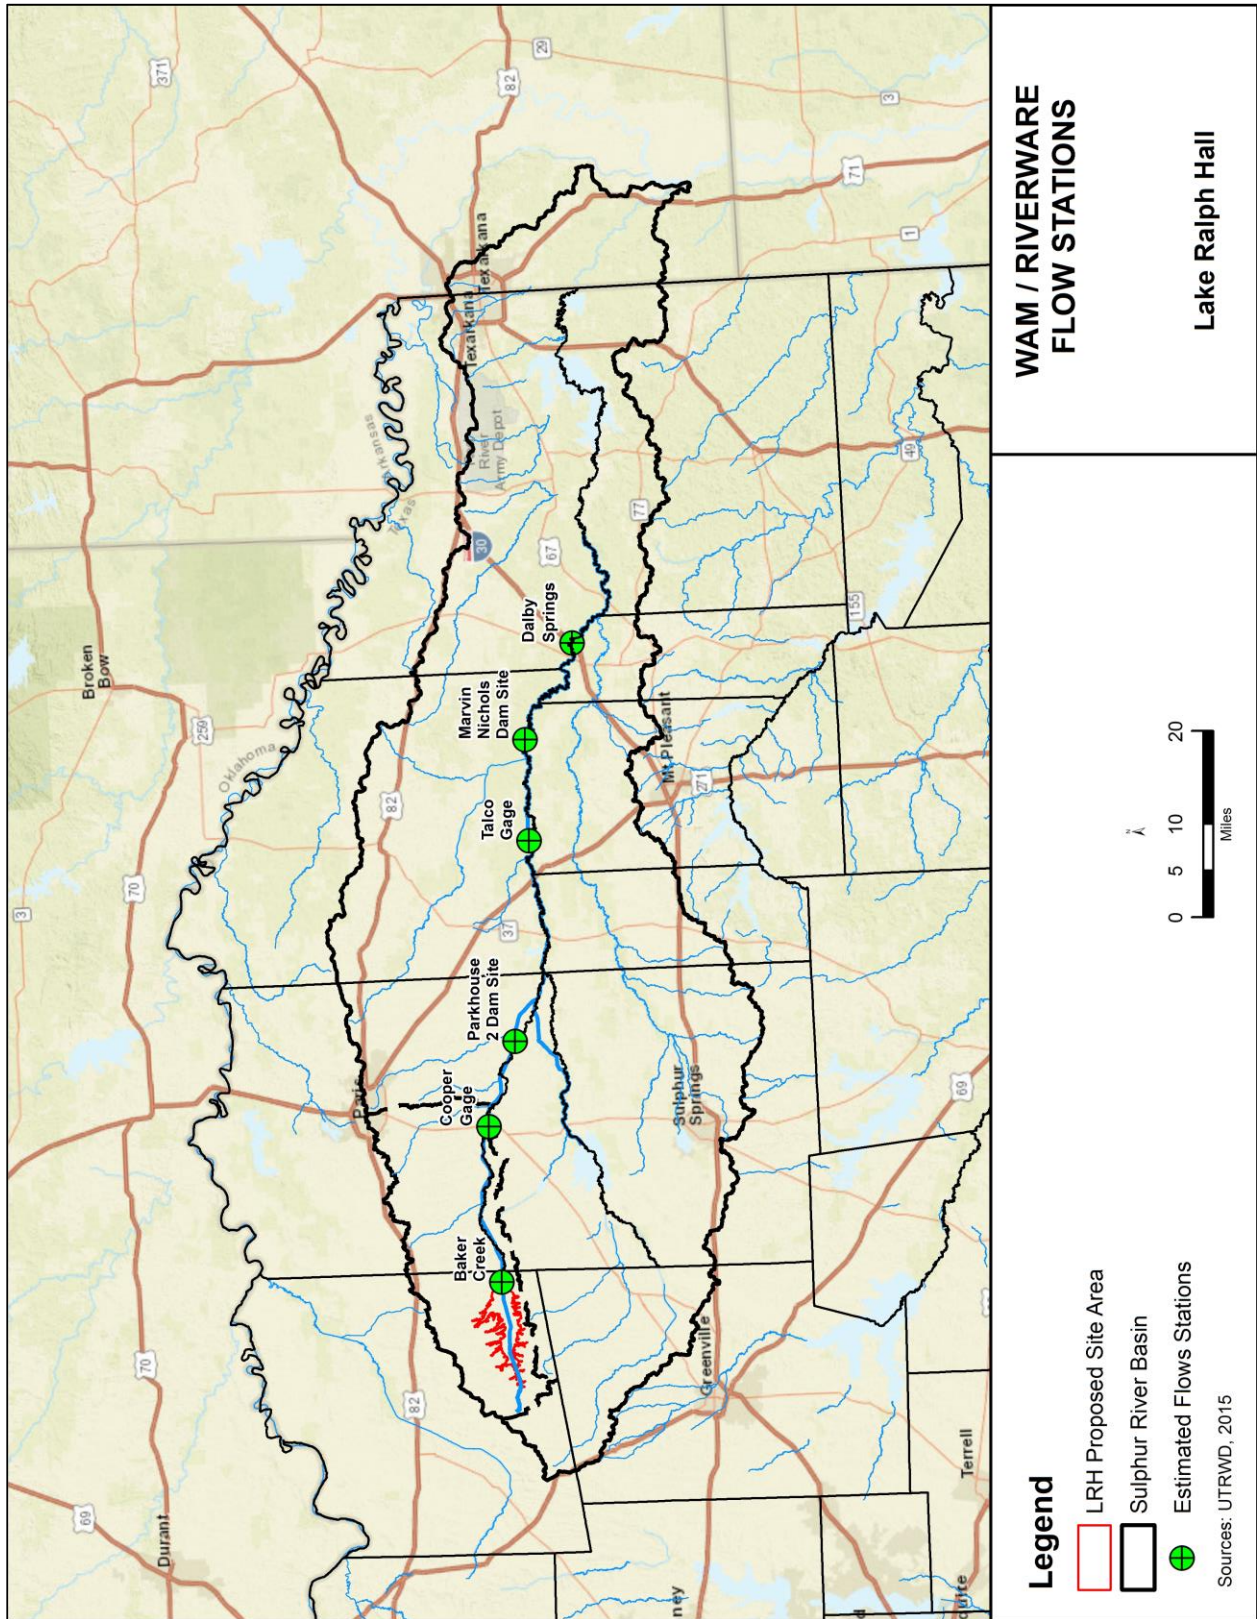 69
Durant
70
82
70
3
259
Broken
Bow
371
29
82
Oklahoma
Arkansas
Texas
82
Paris
Texarkana
Texarkana
River
Army Depot
30
67
77
37
Baker
Creek
Cooper
Gage
Parkhouse
2 Dam Site
Talco
Gage
Marvin
Nichols
Dam Site
Dalby
Springs
Mt Pleasant
271
Sulphur
Springs
Greenville
69
155
49
1
71
3
Terrell
ney
Legend
LRH Proposed Site Area
Sulphur River Basin
Estimated Flows Stations
Sources: UTRWD, 2015
N
0 5 10 20
Miles
WAM / RIVERWARE
FLOW STATIONS
Lake Ralph Hall